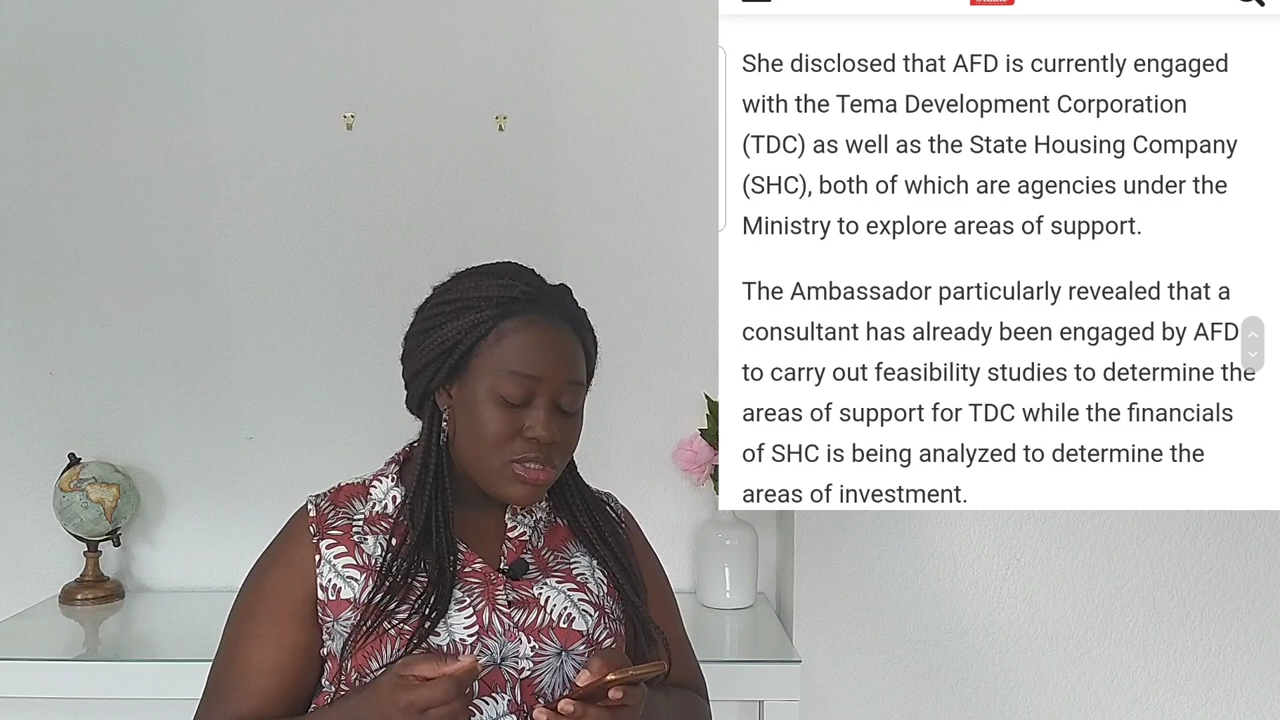 She disclosed that AFD is currently engaged
with the Tema Development Corporation
(TDC) as well as the State Housing Company
(SHC), both of which are agencies under the
Ministry to explore areas of support.
The Ambassador particularly revealed that a
consultant has already been engaged by AFD
to carry out feasibility studies to determine the
areas of support for TDC while the financials
of SHC is being analyzed to determine the
areas of investment.